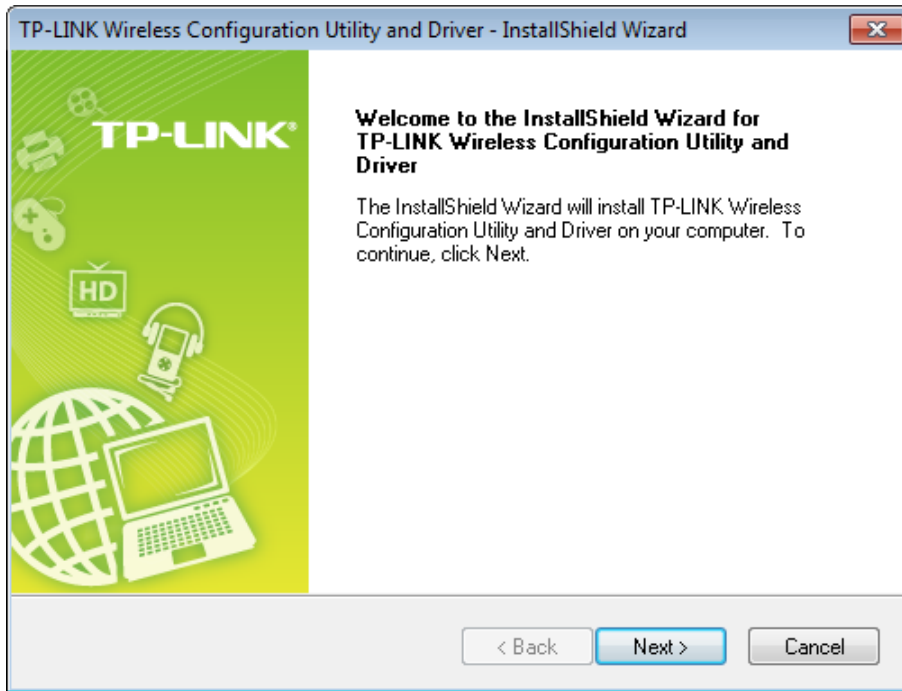 TP-LINK Wireless Configuration Utility and Driver - InstallShield Wizard
TP-LINK®
HD
Welcome to the InstallShield Wizard for
TP-LINK Wireless Configuration Utility and
Driver
The InstallShield Wizard will install TP-LINK Wireless
Configuration Utility and Driver on your computer.  To
continue, click Next.
< Back
Next >
Cancel